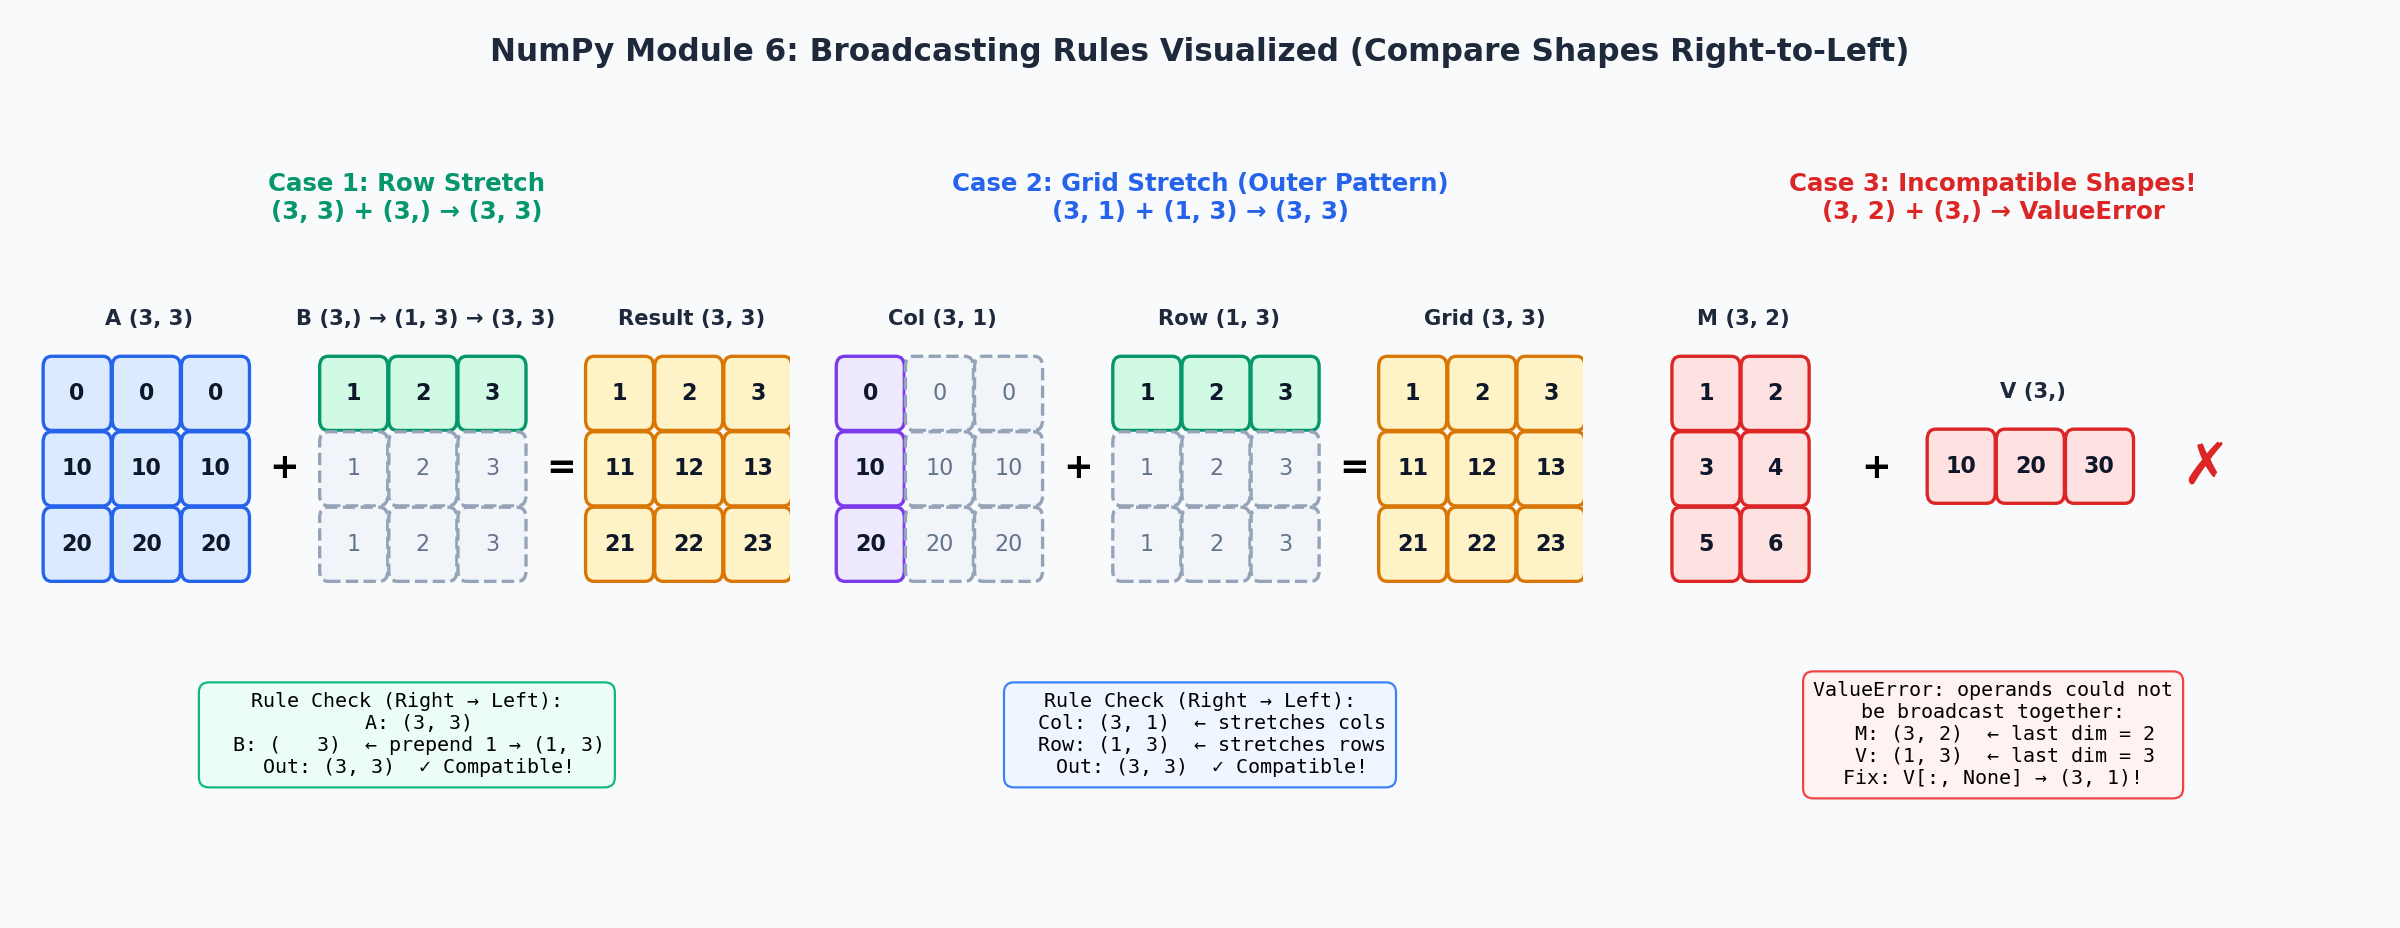 NumPy Module 6: Broadcasting Rules Visualized (Compare Shapes Right-to-Left)
Case 1: Row Stretch
(3, 3) + (3,) → (3, 3)
A (3, 3)
B (3,) → (1, 3) → (3, 3)
Result (3, 3)
0 0 0 1 2 3 1 2 3
10 10 10 + 1 2 3 = 11 12 13
20 20 20 1 2 3 21 22 23
Rule Check (Right → Left):
A: (3, 3)
B: (   3)  ← prepend 1 → (1, 3)
Out: (3, 3)  ✓ Compatible!
Case 2: Grid Stretch (Outer Pattern)
(3, 1) + (1, 3) → (3, 3)
Col (3, 1)
Row (1, 3)
Grid (3, 3)
0 0 0 1 2 3 1 2 3
10 10 10 + 1 2 3 = 11 12 13
20 20 20 1 2 3 21 22 23
Rule Check (Right → Left):
Col: (3, 1)  ← stretches cols
Row: (1, 3)  ← stretches rows
Out: (3, 3)  ✓ Compatible!
Case 3: Incompatible Shapes!
(3, 2) + (3,) → ValueError
M (3, 2)
V (3,)
1 2
3 4 + 10 20 30 ✗
5 6
ValueError: operands could not
be broadcast together:
M: (3, 2)  ← last dim = 2
V: (1, 3)  ← last dim = 3
Fix: V[:, None] → (3, 1)!